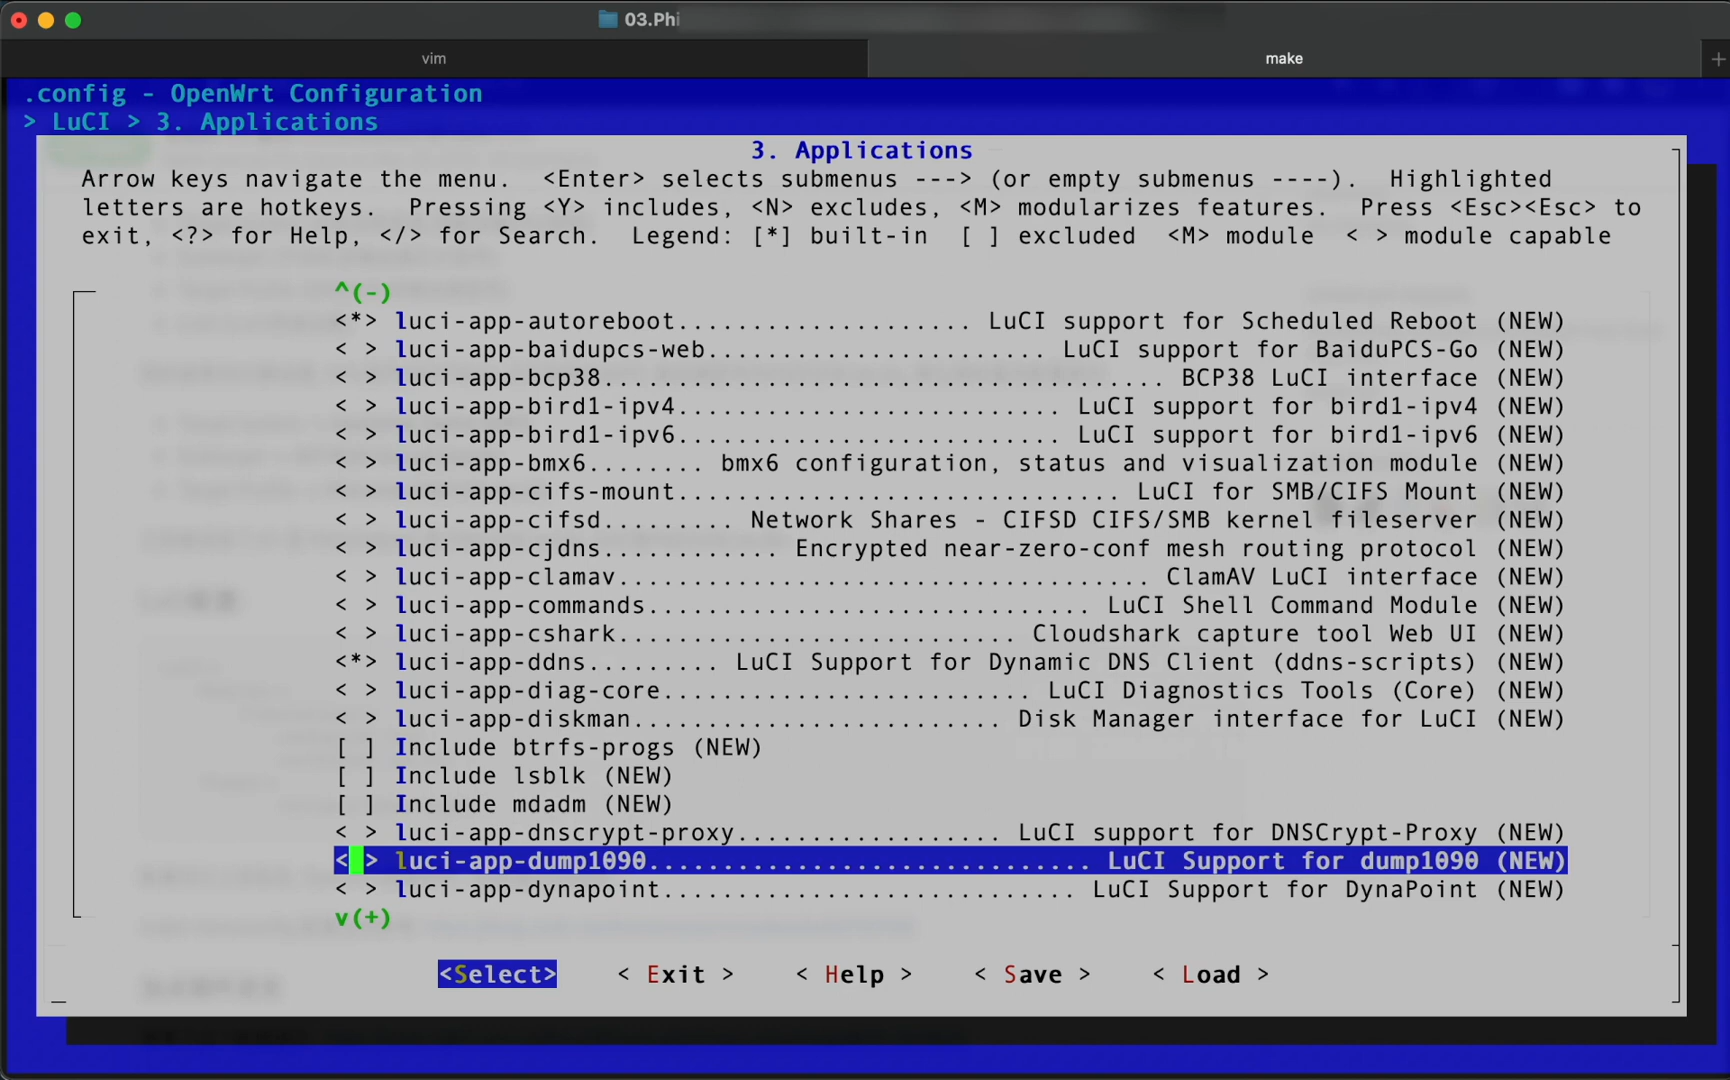 03.Phi
vim
make
+
.config - OpenWrt Configuration
> LuCI > 3. Applications
3. Applications
Arrow keys navigate the menu.  <Enter> selects submenus ---> (or empty submenus ----).  Highlighted
letters are hotkeys.  Pressing <Y> includes, <N> excludes, <M> modularizes features.  Press <Esc><Esc> to
exit, <?> for Help, </> for Search.  Legend: [*] built-in  [ ] excluded  <M> module  < > module capable
^(-)
<*> luci-app-autoreboot.................... LuCI support for Scheduled Reboot (NEW)
< > luci-app-baidupcs-web....................... LuCI support for BaiduPCS-Go (NEW)
< > luci-app-bcp38...................................... BCP38 LuCI interface (NEW)
< > luci-app-bird1-ipv4.......................... LuCI support for bird1-ipv4 (NEW)
< > luci-app-bird1-ipv6.......................... LuCI support for bird1-ipv6 (NEW)
< > luci-app-bmx6........ bmx6 configuration, status and visualization module (NEW)
< > luci-app-cifs-mount.............................. LuCI for SMB/CIFS Mount (NEW)
< > luci-app-cifsd......... Network Shares - CIFSD CIFS/SMB kernel fileserver (NEW)
< > luci-app-cjdns............ Encrypted near-zero-conf mesh routing protocol (NEW)
< > luci-app-clamav.................................... ClamAV LuCI interface (NEW)
< > luci-app-commands.............................. LuCI Shell Command Module (NEW)
< > luci-app-cshark........................... Cloudshark capture tool Web UI (NEW)
<*> luci-app-ddns......... LuCI Support for Dynamic DNS Client (ddns-scripts) (NEW)
< > luci-app-diag-core......................... LuCI Diagnostics Tools (Core) (NEW)
< > luci-app-diskman......................... Disk Manager interface for LuCI (NEW)
[ ] Include btrfs-progs (NEW)
[ ] Include lsblk (NEW)
[ ] Include mdadm (NEW)
< > luci-app-dnscrypt-proxy.................. LuCI support for DNSCrypt-Proxy (NEW)
< > luci-app-dump1090.............................. LuCI Support for dump1090 (NEW)
< > luci-app-dynapoint............................ LuCI Support for DynaPoint (NEW)
v(+)
<Select>    < Exit >    < Help >    < Save >    < Load >